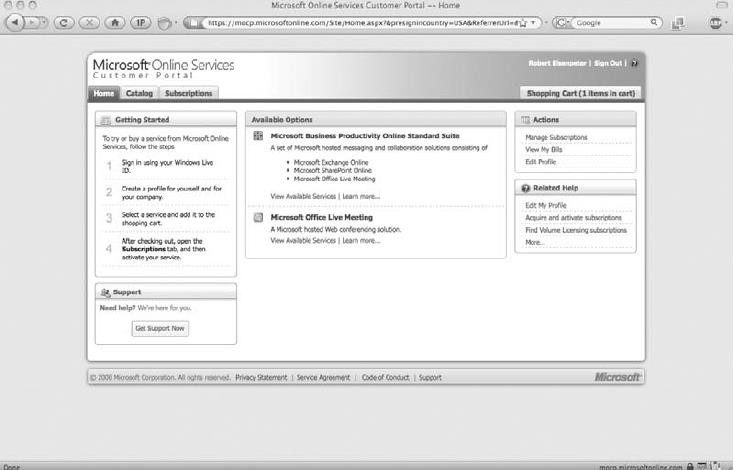 Microsoft Online Services Customer Portal -- Home
1P
https://mocp.microsoftonline.com/Site/Home.aspx?&presignincountry=USA&ReferrerUrl=
Google
ABP
Microsoft Online Services
Customer Portal
Robert Elsenpeter | Sign Out | ?
Home Catalog Subscriptions
Shopping Cart (1 items in cart)
Getting Started
To try or buy a service from Microsoft Online
Services, follow the steps
1 Sign in using your Windows Live
ID.
2 Create a profile for yourself and for
your company.
3 Select a service and add it to the
shopping cart.
4 After checking out, open the
Subscriptions tab, and then
activate your service.
Support
Need help? We're here for you.
Get Support Now
Available Options
Microsoft Business Productivity Online Standard Suite
A set of Microsoft hosted messaging and collaboration solutions consisting of
• Microsoft Exchange Online
• Microsoft SharePoint Online
• Microsoft Office Live Meeting
View Available Services | Learn more...
Microsoft Office Live Meeting
A Microsoft hosted Web conferencing solution.
View Available Services | Learn more...
Actions
Manage Subscriptions
View My Bills
Edit Profile
Related Help
Edit My Profile
Acquire and activate subscriptions
Find Volume Licensing subscriptions
More...
© 2008 Microsoft Corporation. All rights reserved. Privacy Statement | Service Agreement | Code of Conduct | Support
Microsoft
Done
mocp.microsoftonline.com